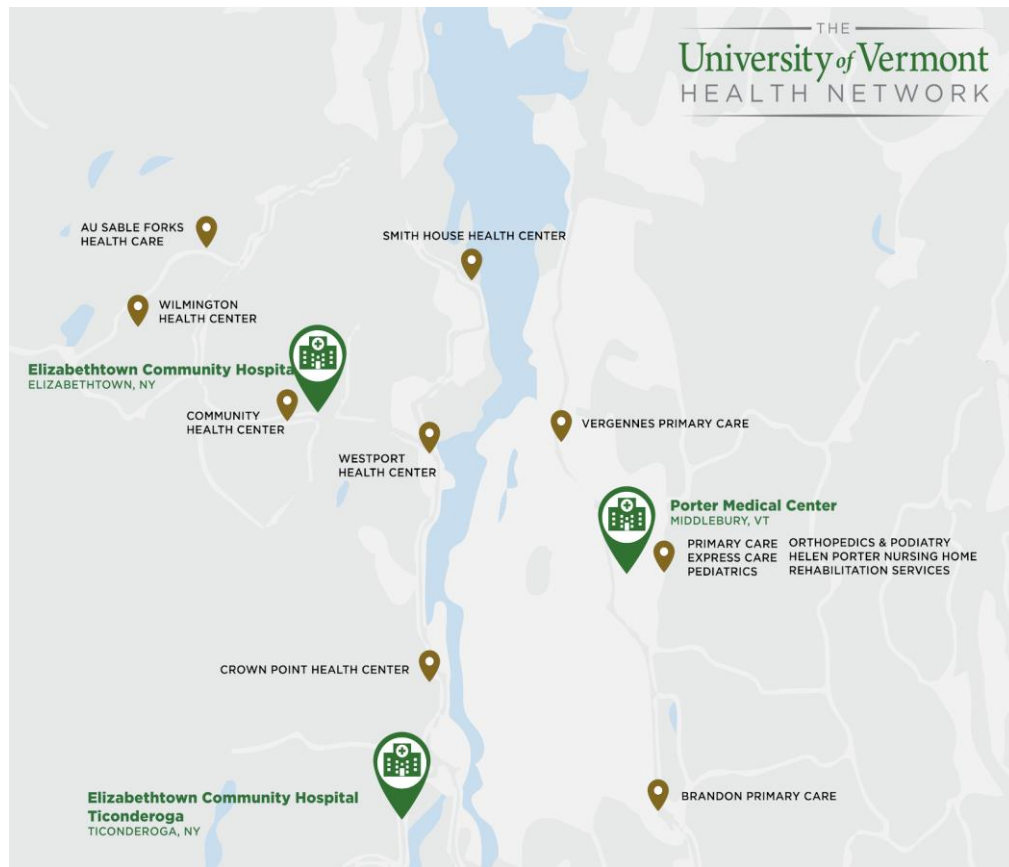 THE
University of Vermont
HEALTH NETWORK
AU SABLE FORKS
HEALTH CARE
SMITH HOUSE HEALTH CENTER
WILMINGTON
HEALTH CENTER
Elizabethtown Community Hospita
ELIZABETHTOWN, NY
COMMUNITY
HEALTH CENTER
WESTPORT
HEALTH CENTER
VERGENNES PRIMARY CARE
Porter Medical Center
MIDDLEBURY, VT
PRIMARY CARE
EXPRESS CARE
PEDIATRICS
ORTHOPEDICS & PODIATRY
HELEN PORTER NURSING HOME
REHABILITATION SERVICES
CROWN POINT HEALTH CENTER
Elizabethtown Community Hospital
Ticonderoga
TICONDEROGA, NY
BRANDON PRIMARY CARE